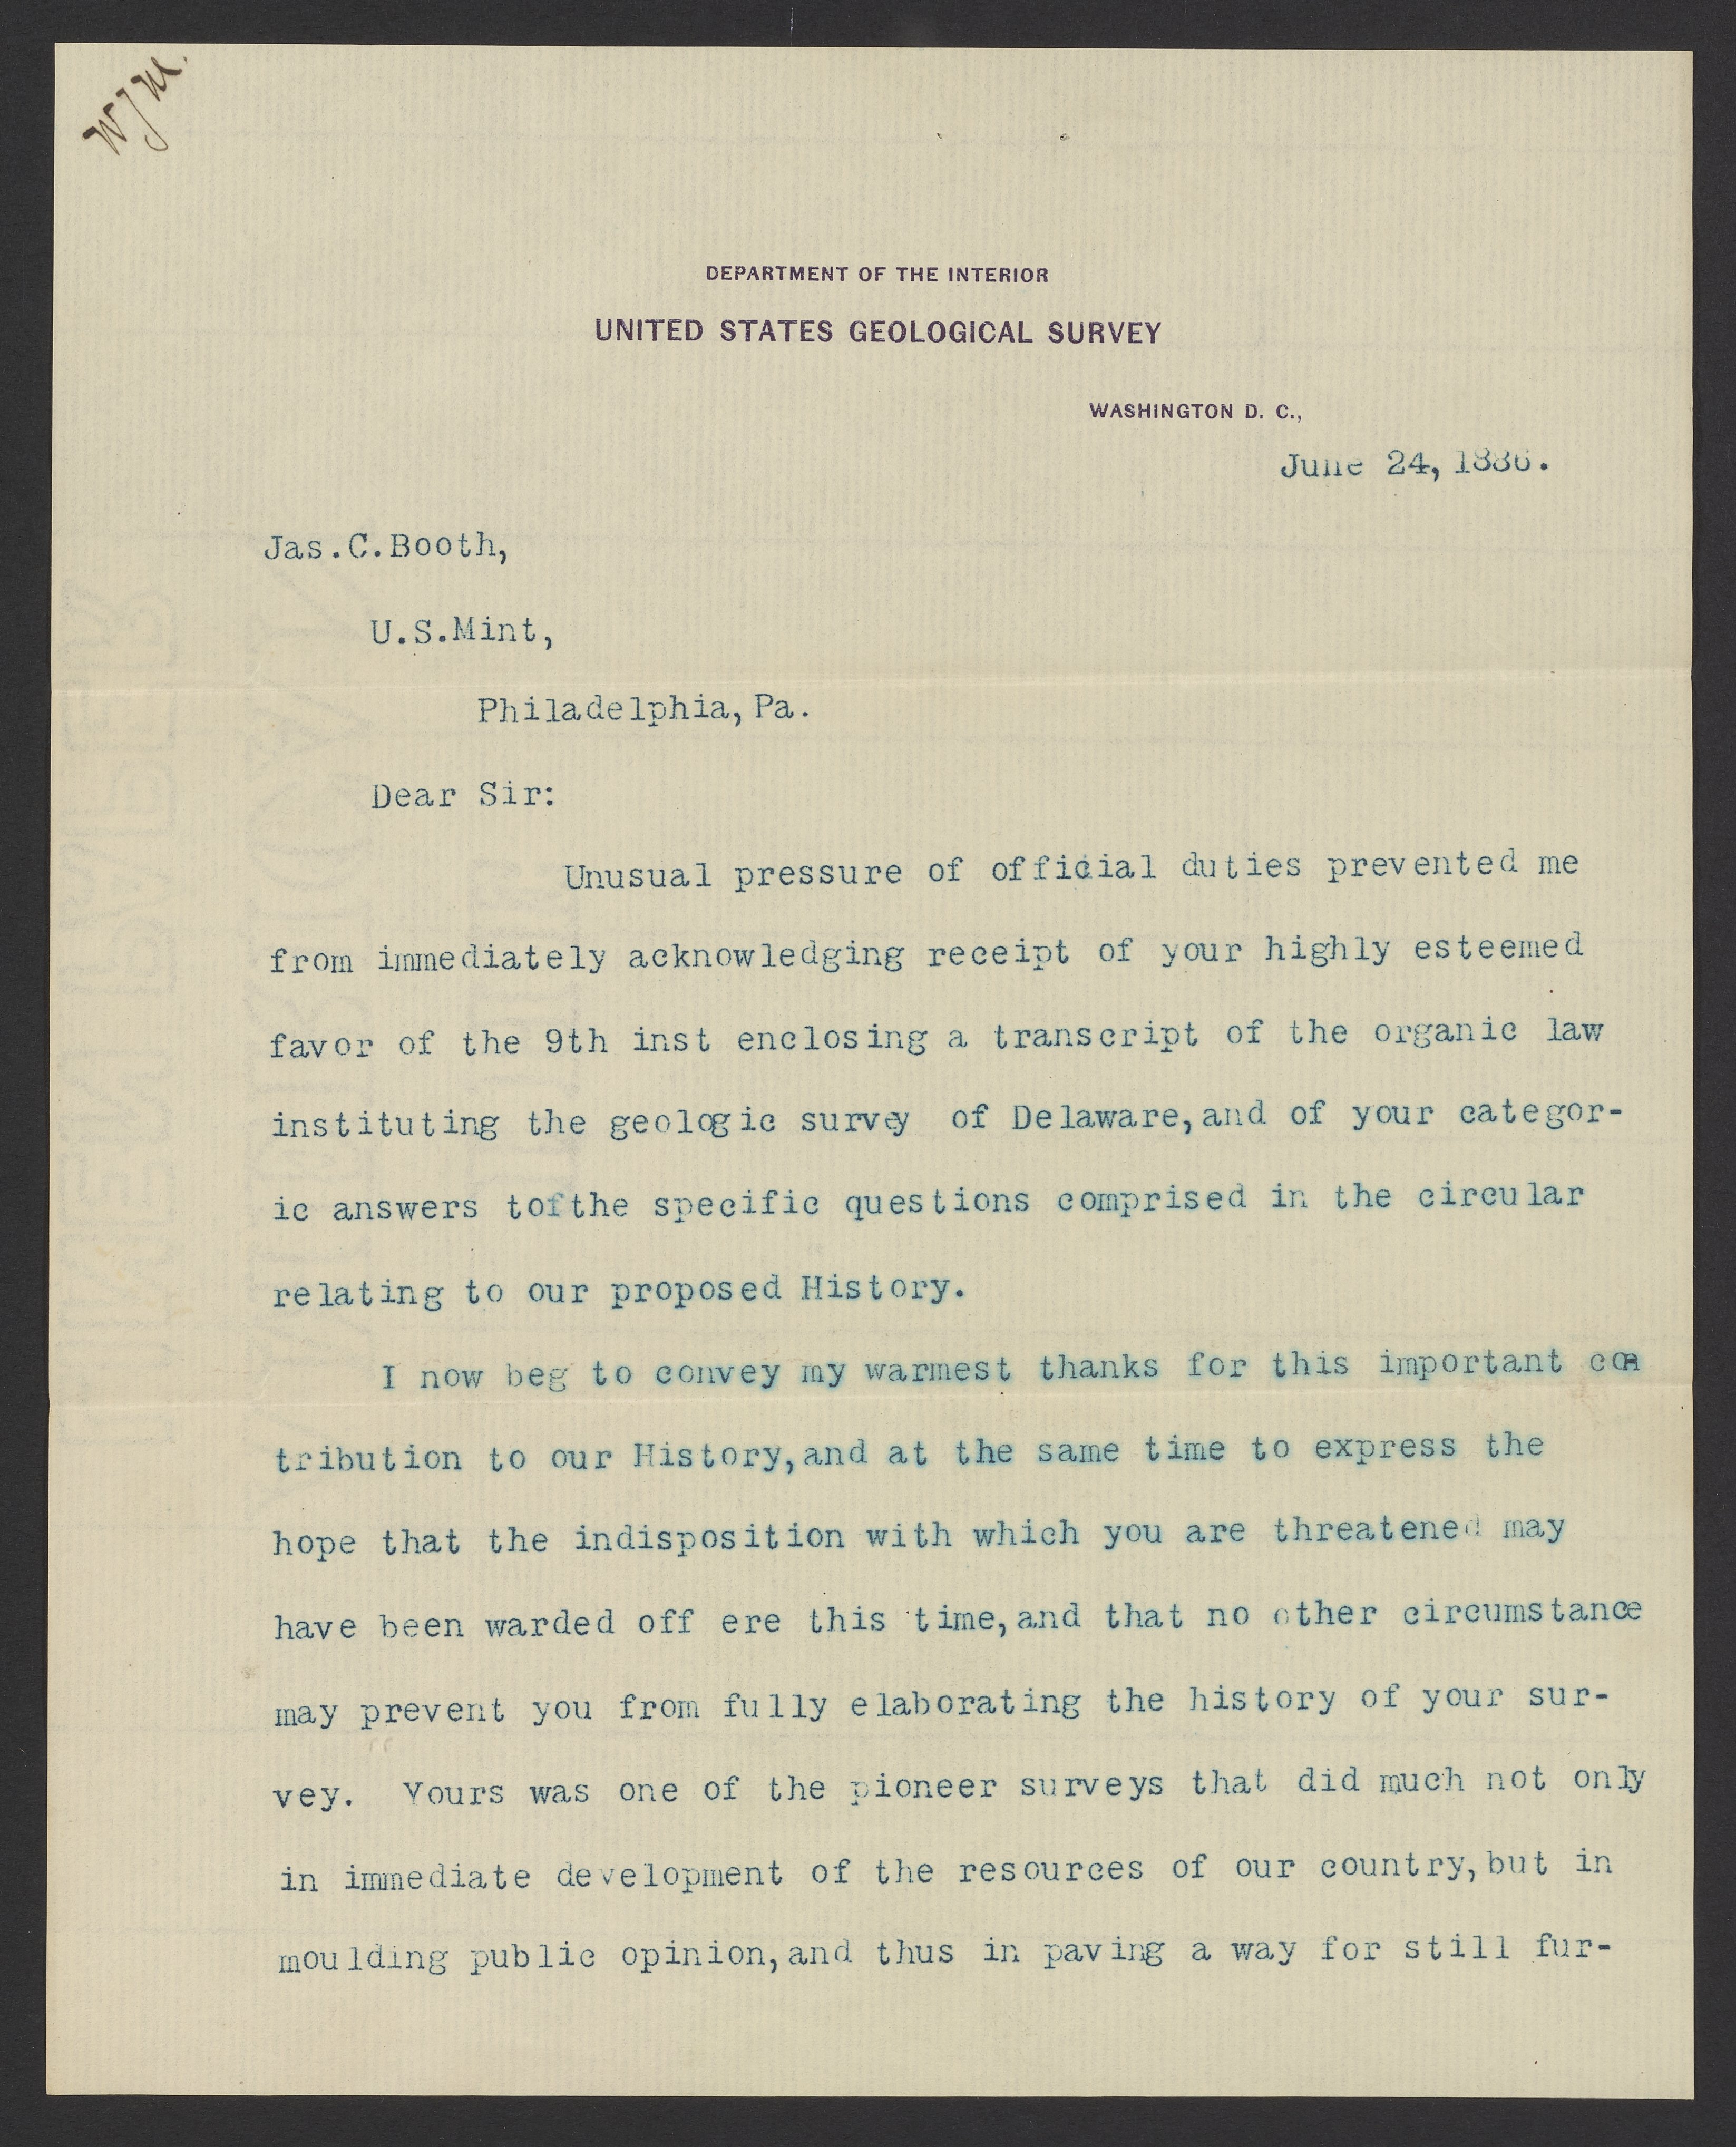 WJM.
DEPARTMENT OF THE INTERIOR
UNITED STATES GEOLOGICAL SURVEY
WASHINGTON D. C.,
June 24, 1886.
Jas.C.Booth,
U.S.Mint,
Philadelphia,Pa.
Dear Sir:
Unusual pressure of official duties prevented me
from immediately acknowledging receipt of your highly esteemed
favor of the 9th inst enclosing a transcript of the organic law
instituting the geologic survey of Delaware,and of your categor-
ic answers tofthe specific questions comprised in the circular
relating to our proposed History.
I now beg to convey my warmest thanks for this important con
tribution to our History,and at the same time to express the
hope that the indisposition with which you are threatened may
have been warded off ere this time,and that no other circumstance
may prevent you from fully elaborating the history of your sur-
vey. Yours was one of the pioneer surveys that did much not only
in immediate development of the resources of our country,but in
moulding public opinion,and thus in paving a way for still fur-